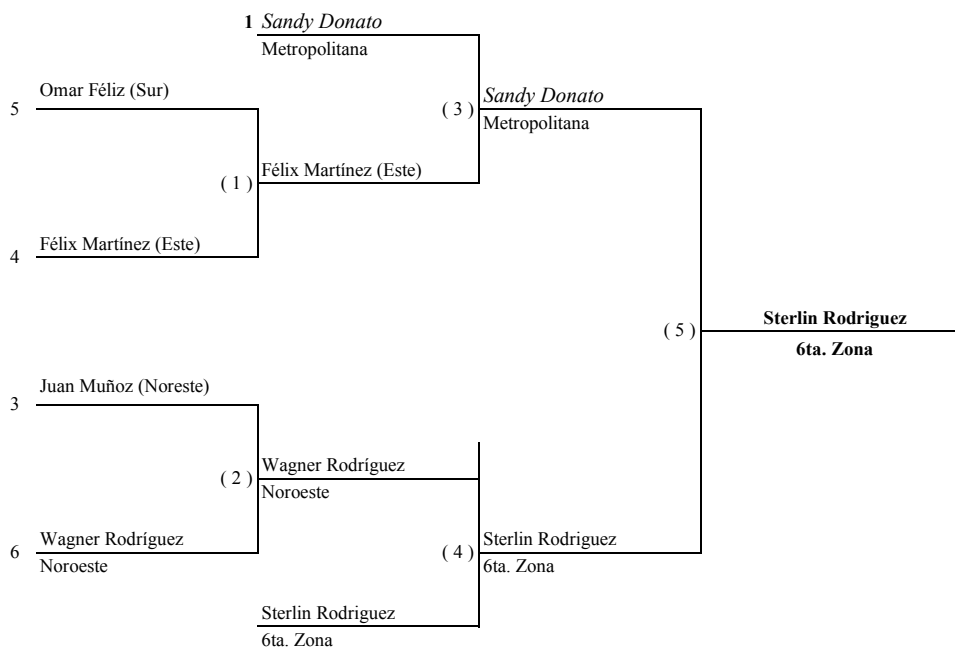 1 Sandy Donato
Metropolitana
Omar Féliz (Sur)
5
( 3 ) Sandy Donato
Metropolitana
( 1 ) Félix Martínez (Este)
Félix Martínez (Este)
4
( 5 ) Sterlin Rodriguez
6ta. Zona
Juan Muñoz (Noreste)
3
( 2 ) Wagner Rodríguez
Noroeste
6 Wagner Rodríguez
Noroeste
( 4 ) Sterlin Rodriguez
6ta. Zona
Sterlin Rodriguez
6ta. Zona